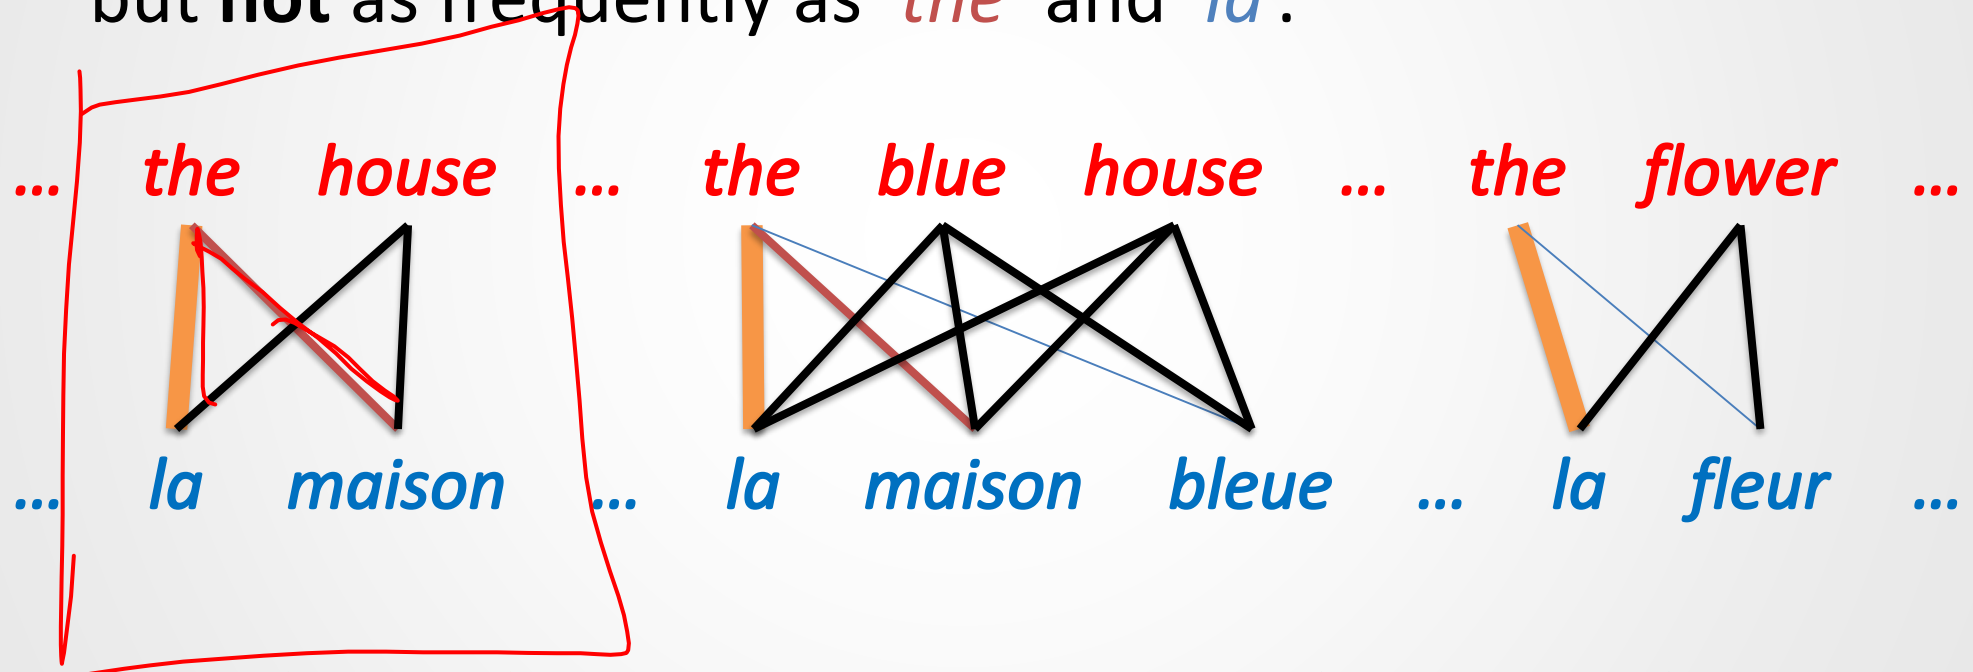 but not as frequently as 'the' and 'la'.
... the house ... the blue house ... the flower ...
... la maison ... la maison bleue ... la fleur ...